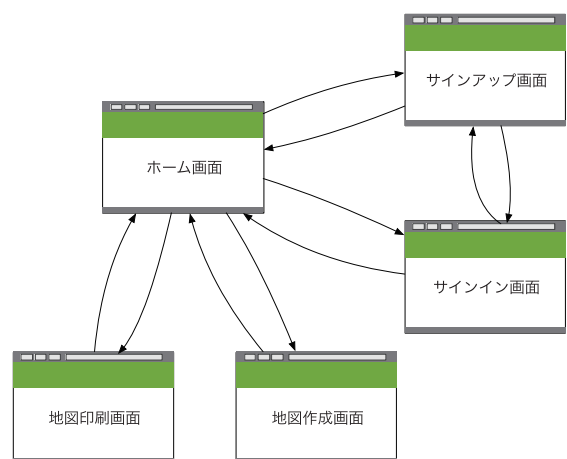 サインアップ画面
ホーム画面
サインイン画面
地図印刷画面
地図作成画面